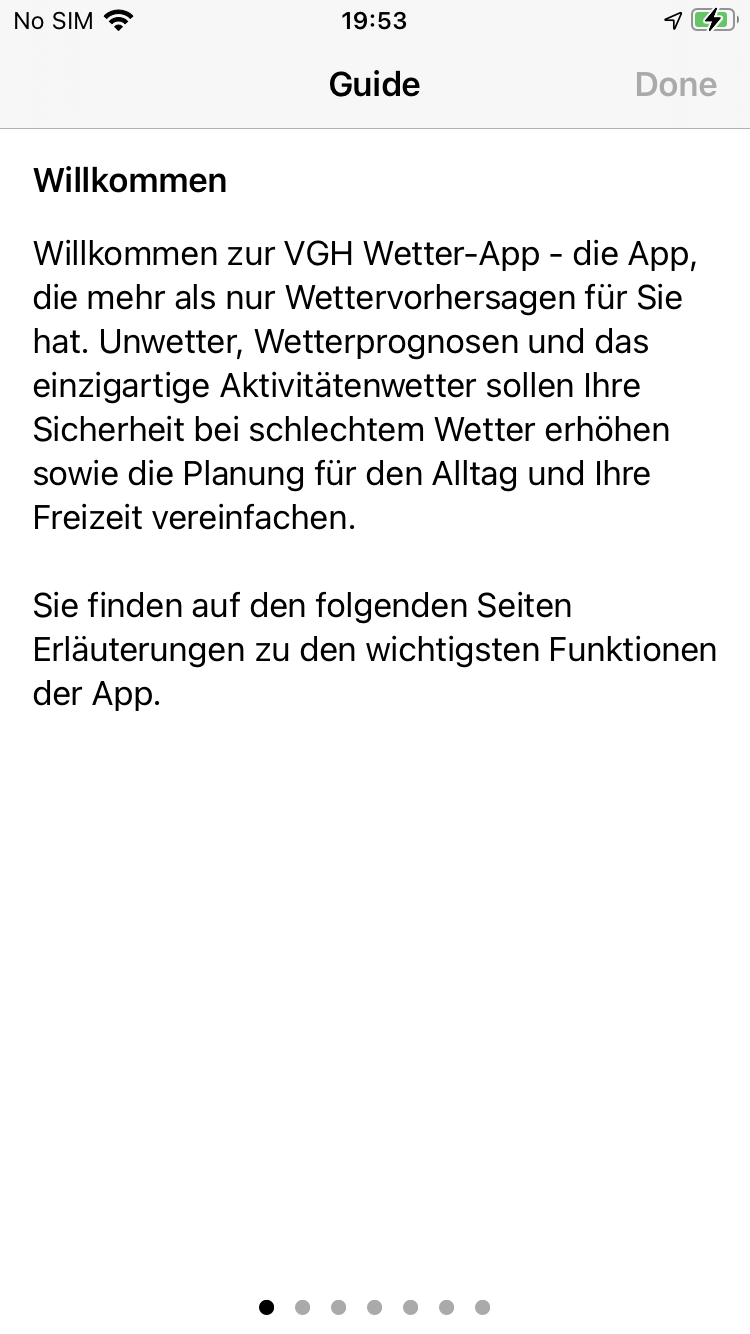 No SIM
19:53
Guide
Done
Willkommen
Willkommen zur VGH Wetter-App - die App,
die mehr als nur Wettervorhersagen für Sie
hat. Unwetter, Wetterprognosen und das
einzigartige Aktivitätenwetter sollen Ihre
Sicherheit bei schlechtem Wetter erhöhen
sowie die Planung für den Alltag und Ihre
Freizeit vereinfachen.
Sie finden auf den folgenden Seiten
Erläuterungen zu den wichtigsten Funktionen
der App.